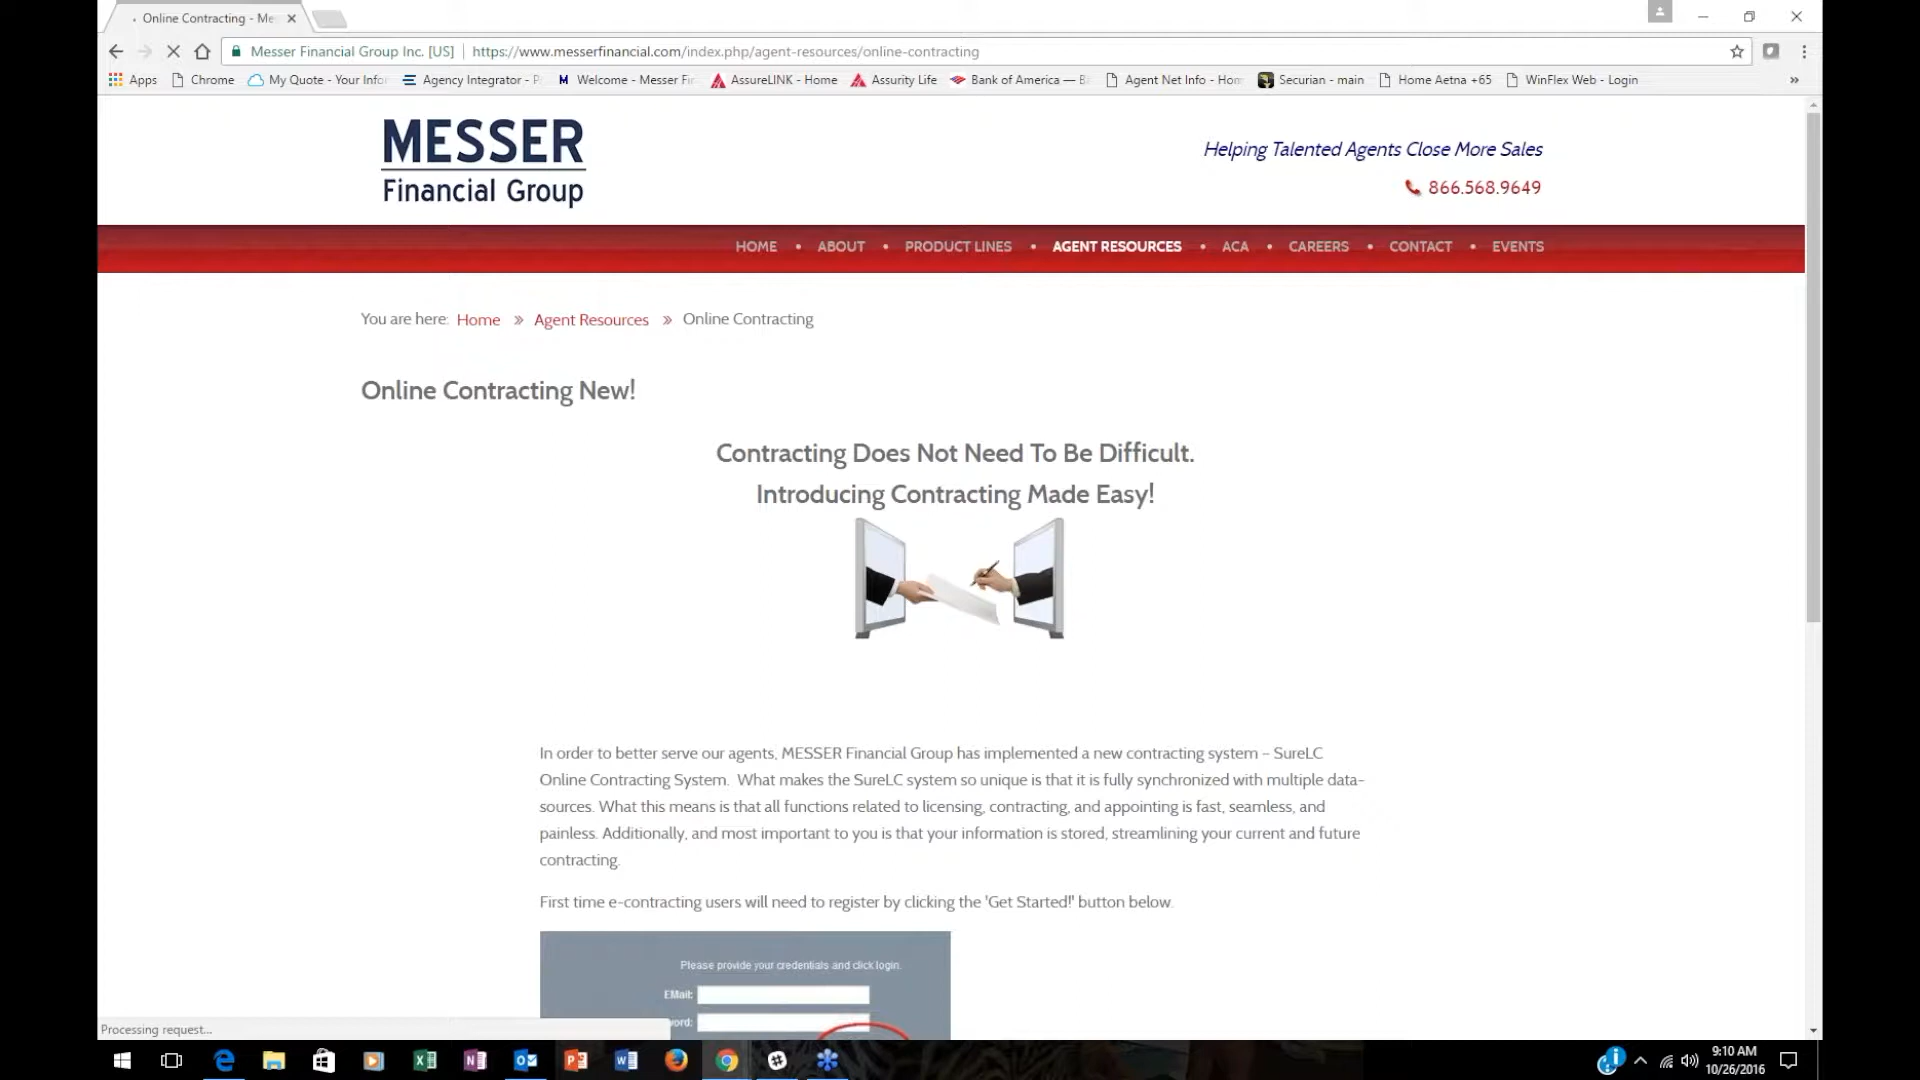 Online Contracting - Me
Messer Financial Group Inc. [US] | https://www.messerfinancial.com/index.php/agent-resources/online-contracting
Apps Chrome My Quote - Your Infor Agency Integrator - P M Welcome - Messer Fir AssureLINK - Home Assurity Life Bank of America — B Agent Net Info - Hom Securian - main Home Aetna +65 WinFlex Web - Login
MESSER
Financial Group
Helping Talented Agents Close More Sales
866.568.9649
HOME • ABOUT • PRODUCT LINES • AGENT RESOURCES • ACA • CAREERS • CONTACT • EVENTS
You are here: Home » Agent Resources » Online Contracting
Online Contracting New!
Contracting Does Not Need To Be Difficult.
Introducing Contracting Made Easy!
In order to better serve our agents, MESSER Financial Group has implemented a new contracting system – SureLC
Online Contracting System. What makes the SureLC system so unique is that it is fully synchronized with multiple data-
sources. What this means is that all functions related to licensing, contracting, and appointing is fast, seamless, and
painless. Additionally, and most important to you is that your information is stored, streamlining your current and future
contracting.
First time e-contracting users will need to register by clicking the 'Get Started!' button below.
Please provide your credentials and click login.
EMail:
word:
Processing request...
9:10 AM
10/26/2016